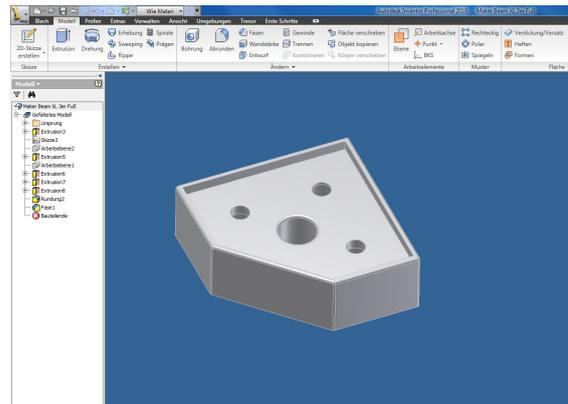 Wie Materi
Autodesk Inventor Professional 2010
Maker Beam XL 3er Fuß
Blech Modell Prüfen Extras Verwalten Ansicht Umgebungen Tresor Erste Schritte
2D-Skizze erstellen
Extrusion
Drehung
Erhebung Spirale
Sweeping Prägen
Rippe
Bohrung
Abrunden
Fasen Gewinde Fläche verschieben
Wandstärke Trennen Objekt kopieren
Entwurf Kombinieren Körper verschieben
Ebene
Arbeitsachse
Punkt
BKS
Rechteckig
Polar
Spiegeln
Verdickung/Versatz
Heften
Formen
Skizze Erstellen Ändern Arbeitselemente Muster Fläche
Modell
Maker Beam XL 3er Fuß
Gefaltetes Modell
Ursprung
Extrusion3
Skizze3
Arbeitsebene2
Extrusion5
Arbeitsebene1
Extrusion6
Extrusion7
Extrusion8
Rundung2
Fase1
Bauteilende